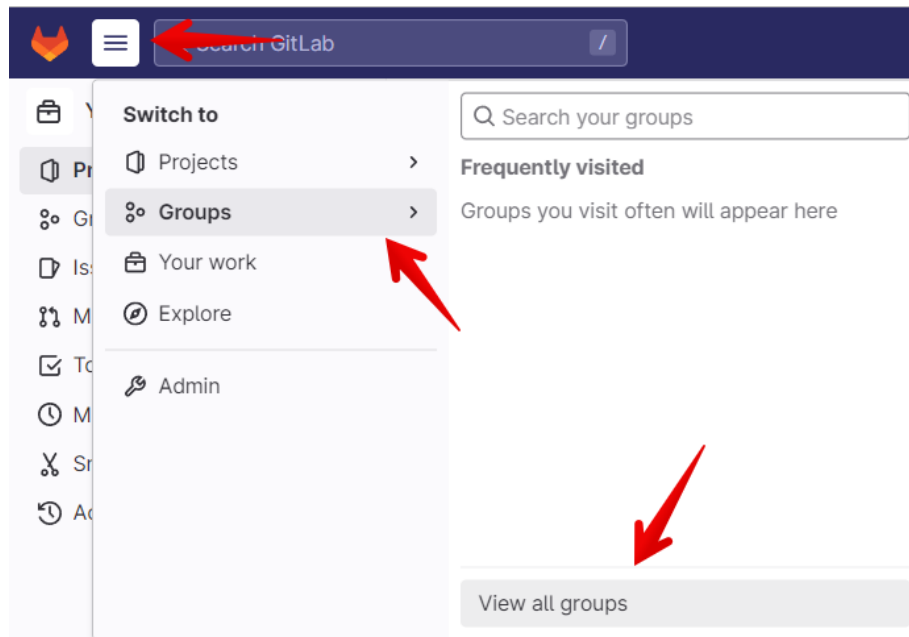 Search GitLab /
Switch to
Projects
Groups
Your work
Explore
Admin
Search your groups
Frequently visited
Groups you visit often will appear here
View all groups